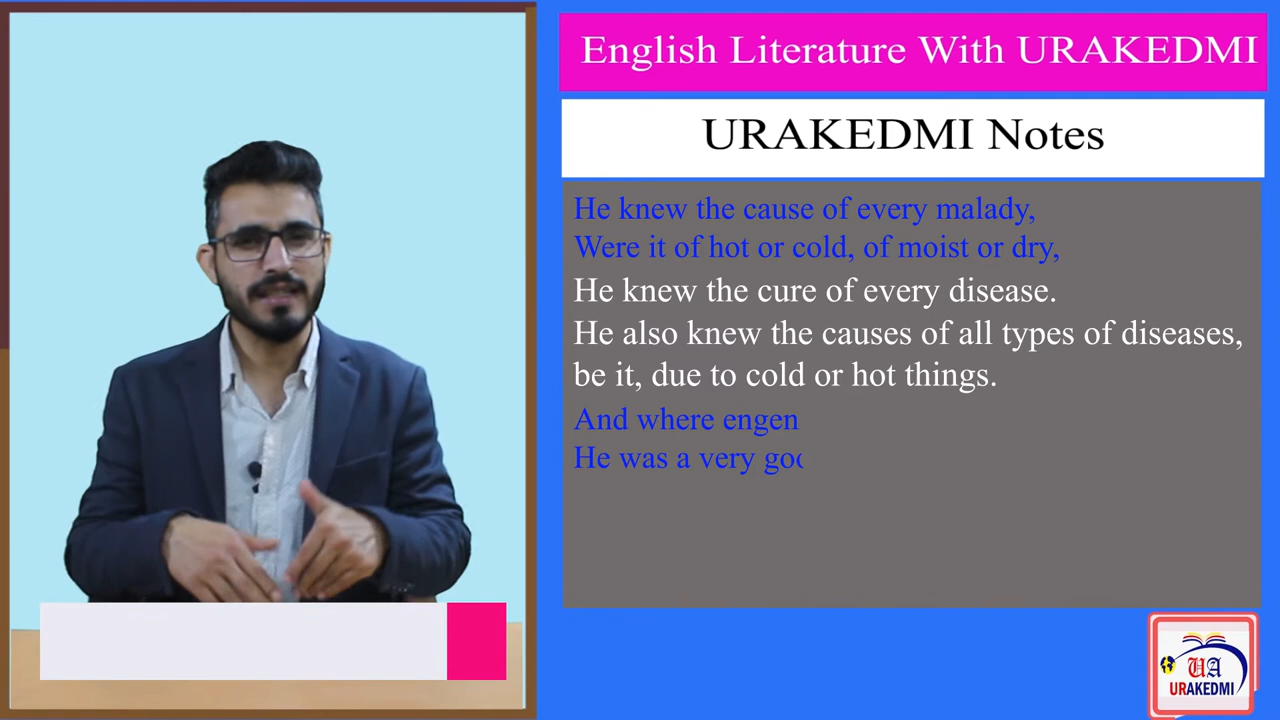 English Literature With URAKEDMI
URAKEDMI Notes
He knew the cause of every malady,
Were it of hot or cold, of moist or dry,
He knew the cure of every disease.
He also knew the causes of all types of diseases,
be it, due to cold or hot things.
And where engen
He was a very goo
UA
URAKEDMI